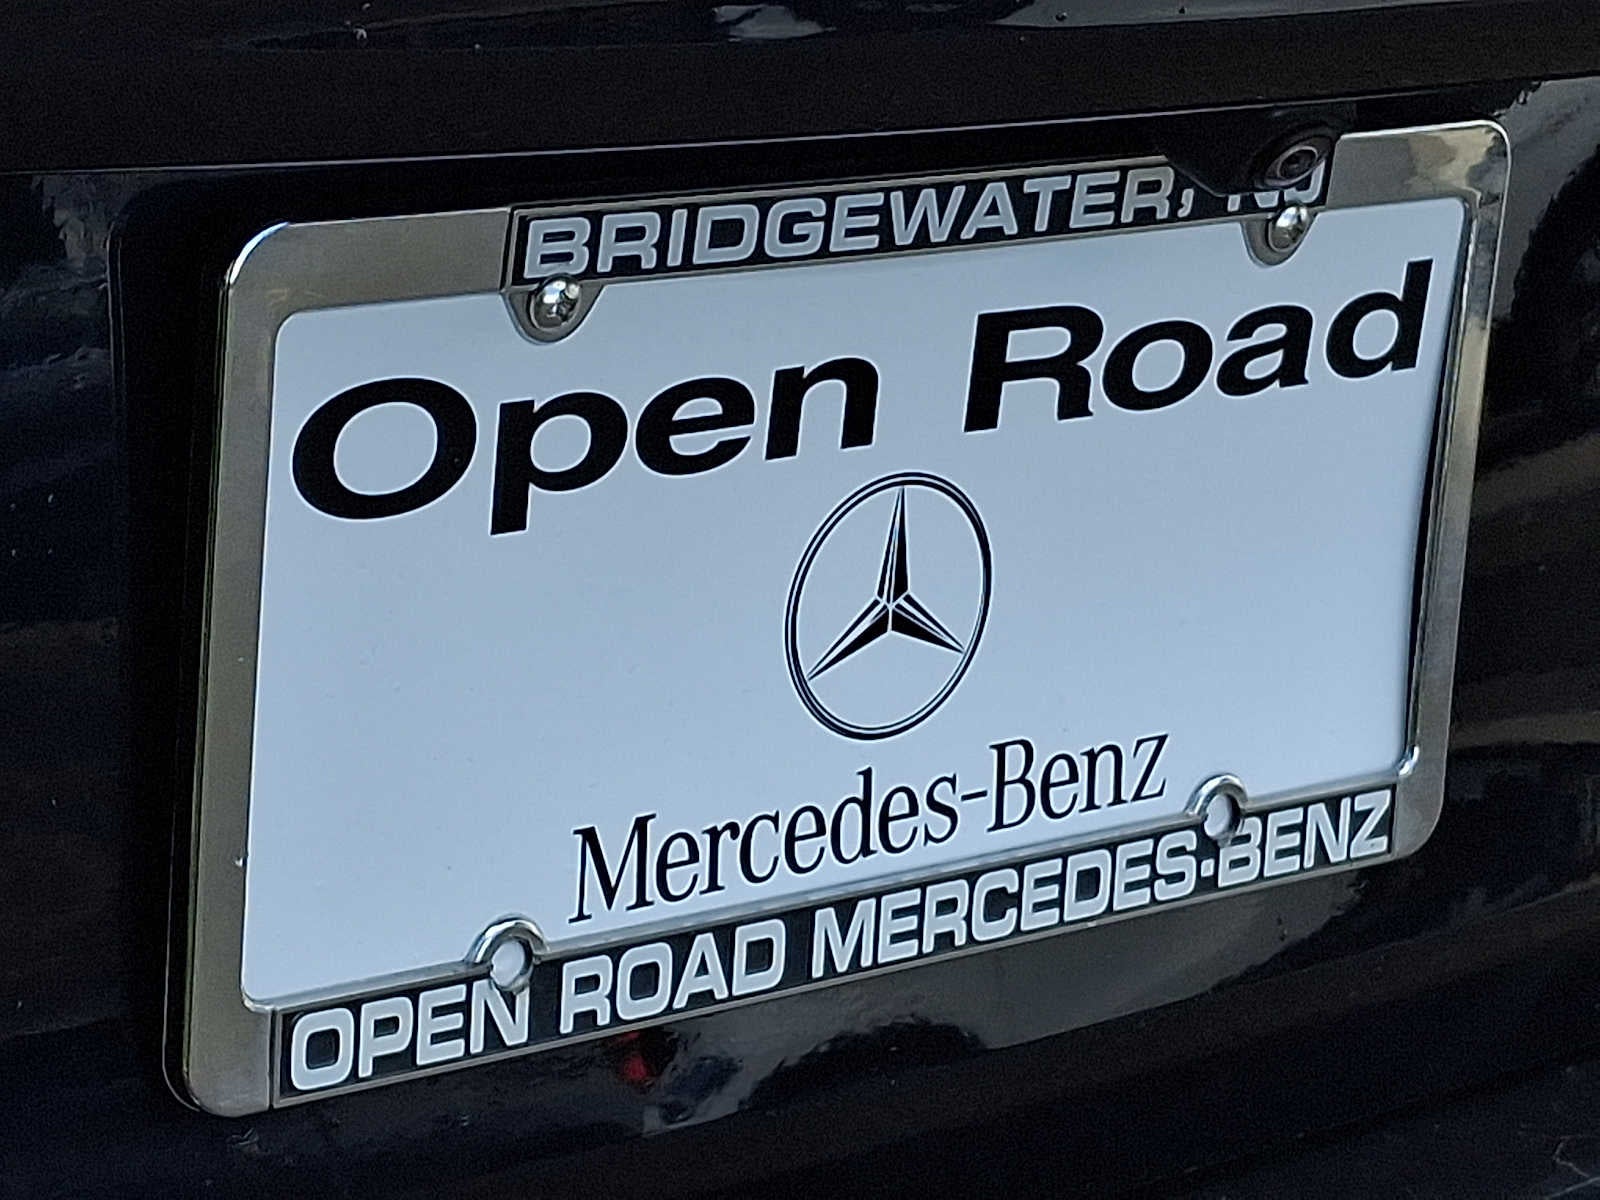 BRIDGEWATER, NJ
Open Road
Mercedes-Benz
OPEN ROAD MERCEDES-BENZ